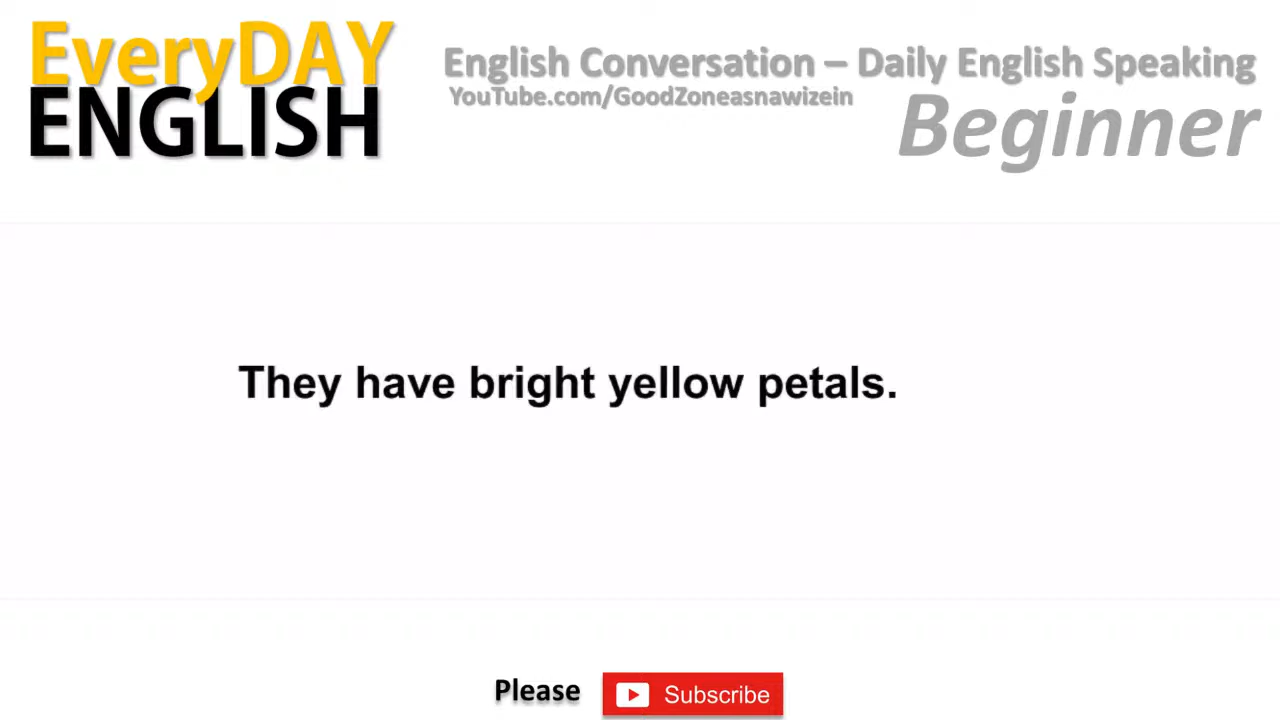 EveryDAY
ENGLISH
English Conversation – Daily English Speaking
YouTube.com/GoodZoneasnawizein
Beginner
They have bright yellow petals.
Please
Subscribe